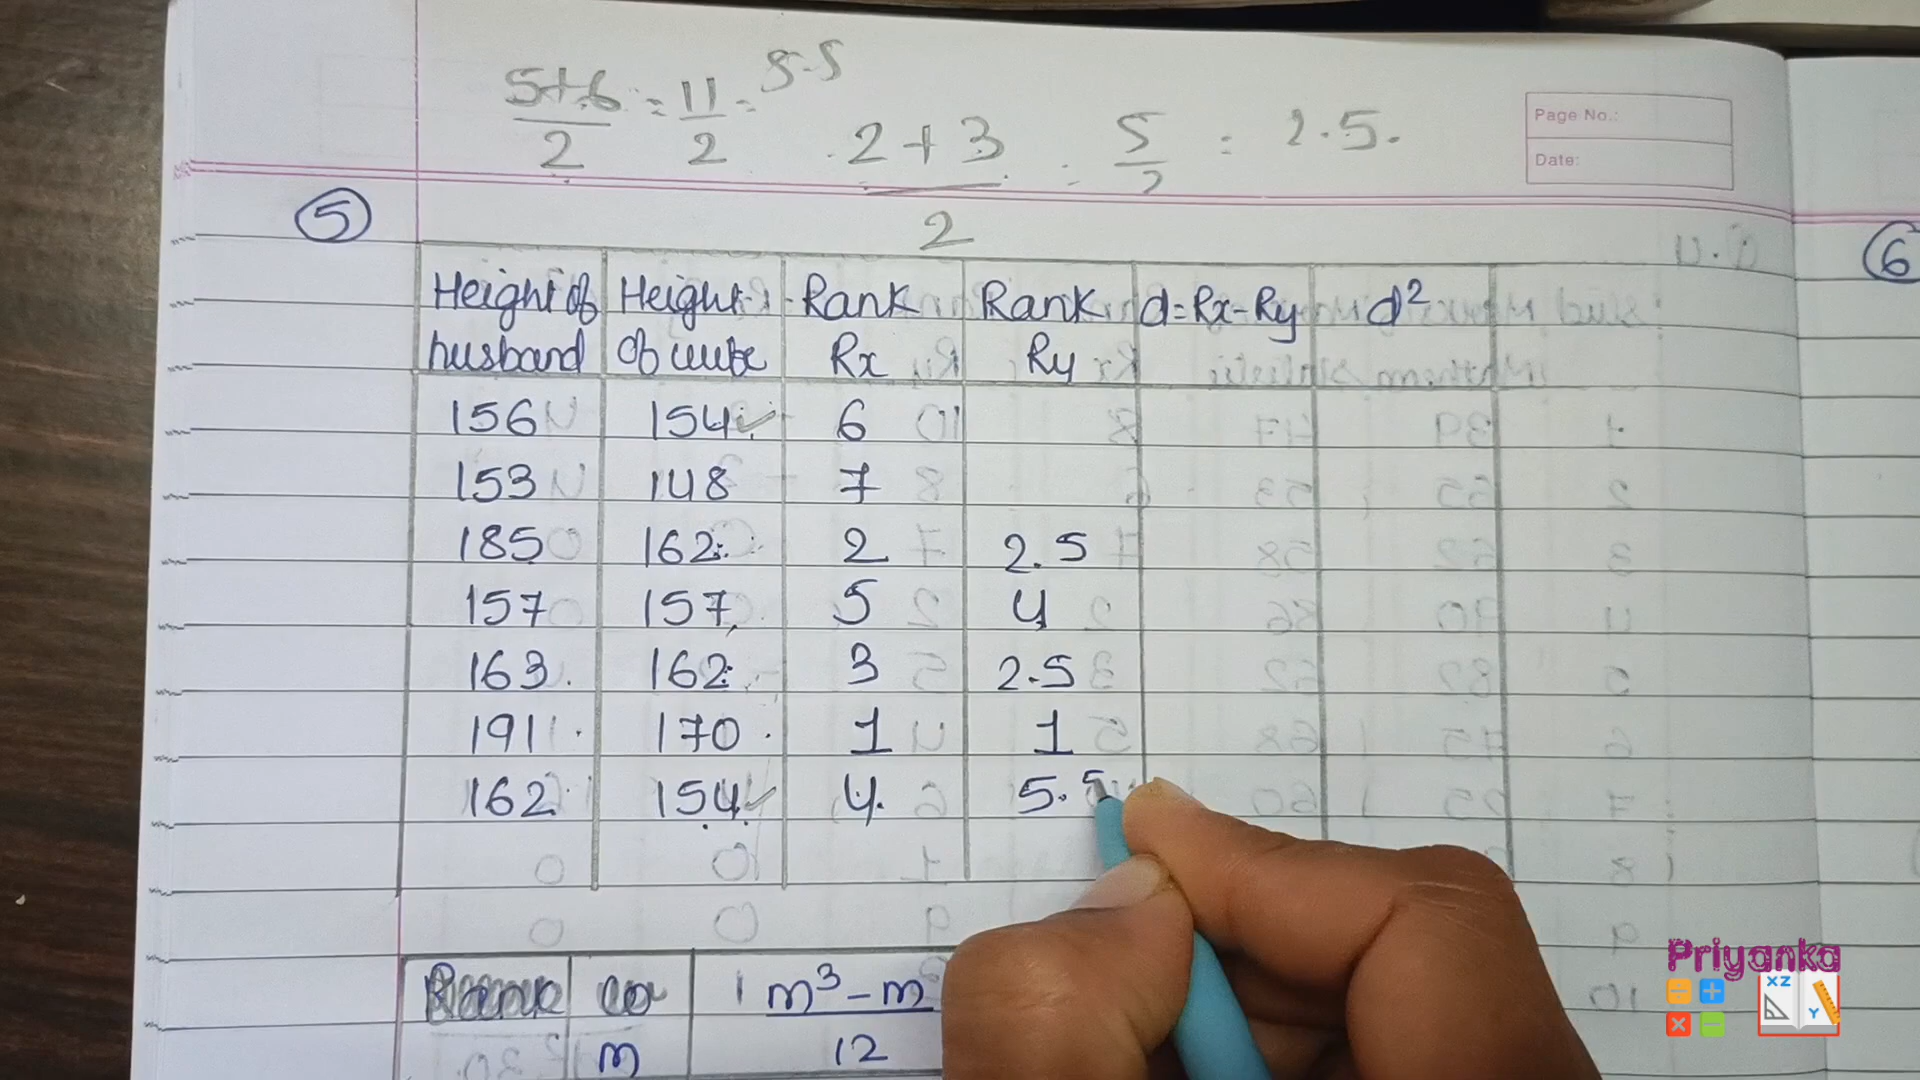 5+6/2 = 11/2 = 5.5
2+3/2 = 5/2 = 2.5.
Page No.:
Date:
5
6
Height of husband | Height of wife | Rank Rx | Rank Ry | d=Rx-Ry | d²
156 154 6
153 148 7
185 162 2 2.5
157 157 5 4
163 162 3 2.5
191 170 1 1
162 154 4. 5.5
m
m³-m/12
Priyanka
XZ
Y